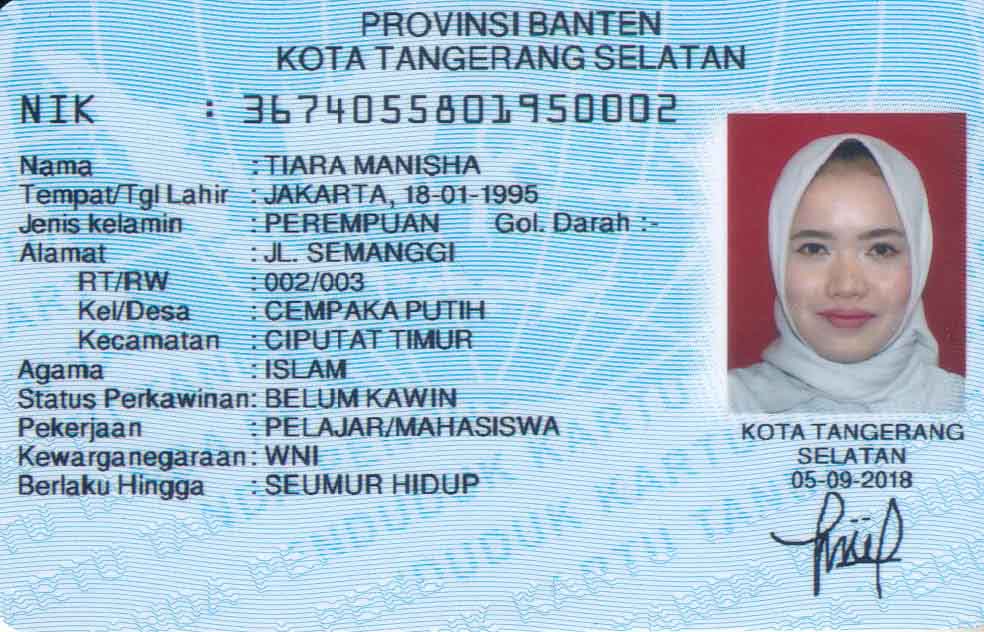 PROVINSI BANTEN
KOTA TANGERANG SELATAN
NIK : 3674055801950002
Nama : TIARA MANISHA
Tempat/Tgl Lahir : JAKARTA, 18-01-1995
Jenis kelamin : PEREMPUAN Gol. Darah :-
Alamat : JL. SEMANGGI
RT/RW : 002/003
Kel/Desa : CEMPAKA PUTIH
Kecamatan : CIPUTAT TIMUR
Agama : ISLAM
Status Perkawinan: BELUM KAWIN
Pekerjaan : PELAJAR/MAHASISWA
Kewarganegaraan: WNI
Berlaku Hingga : SEUMUR HIDUP
KOTA TANGERANG
SELATAN
05-09-2018